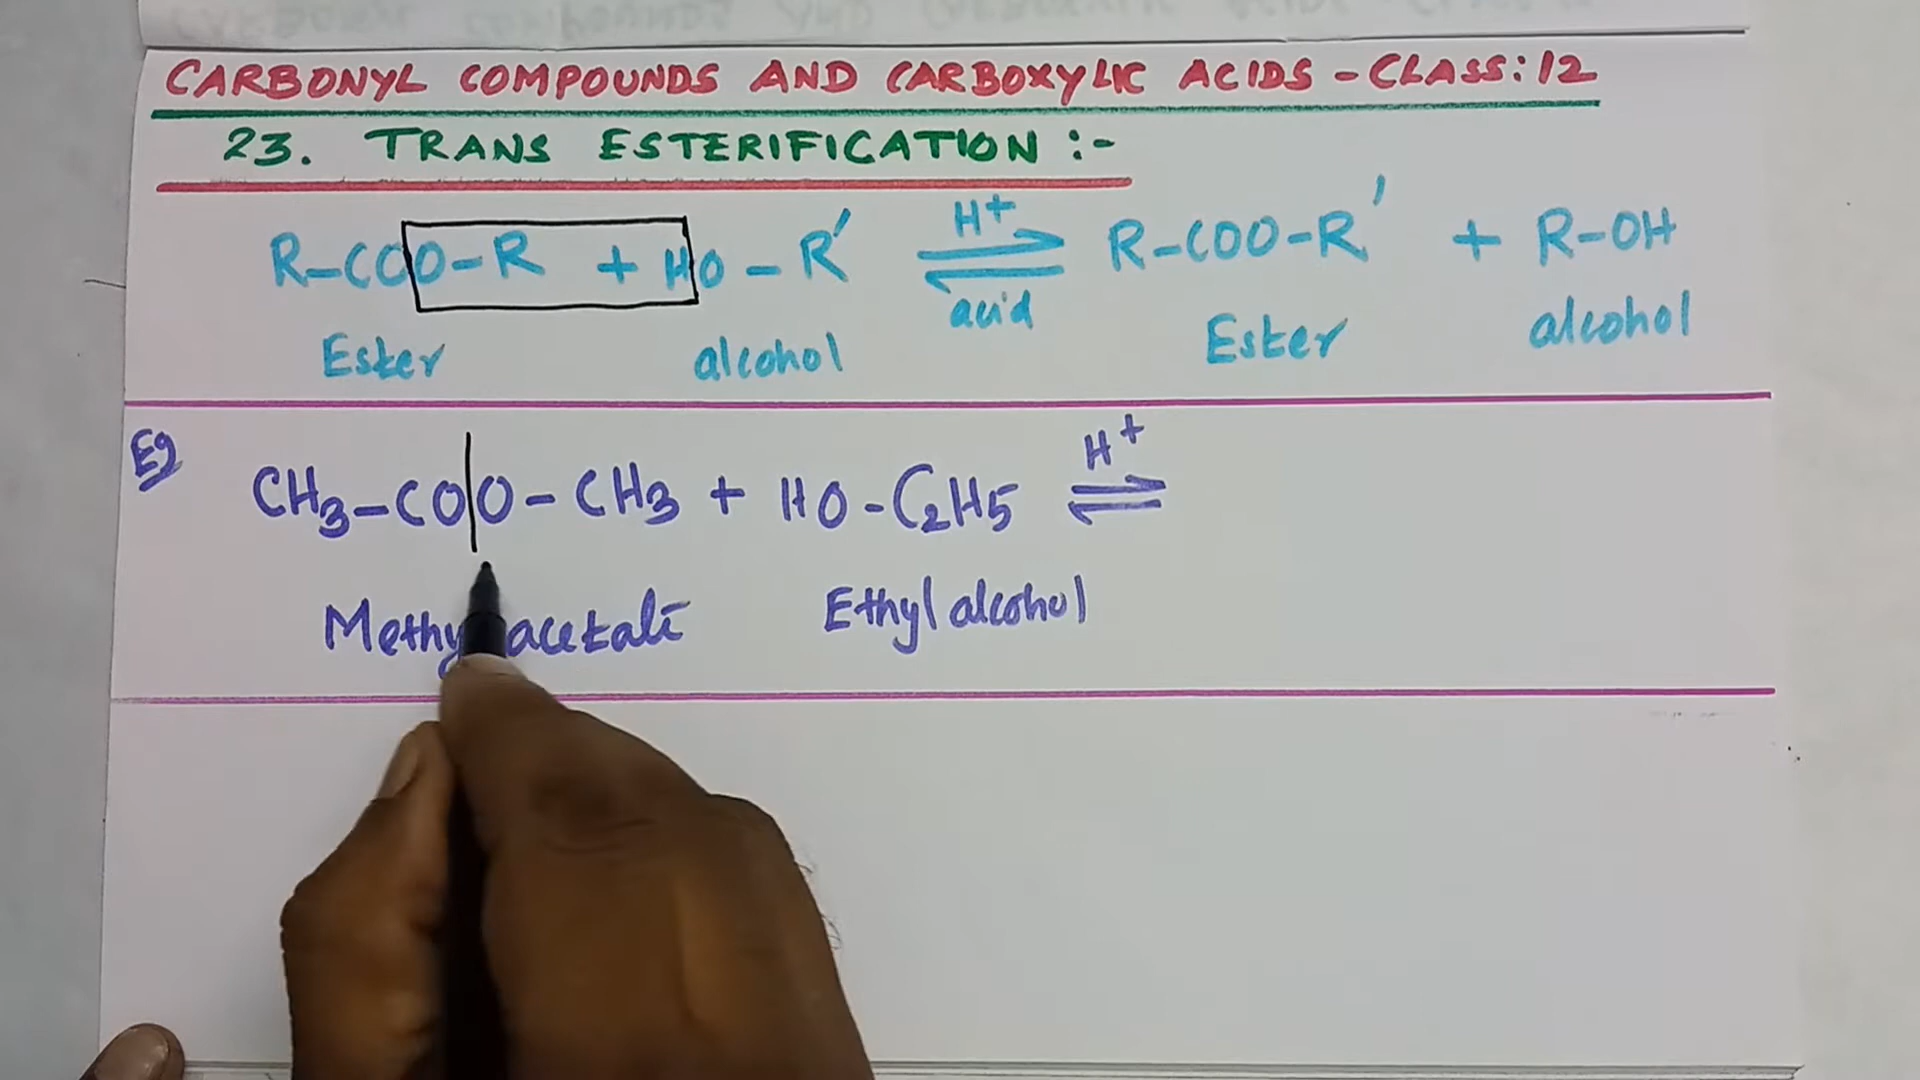 CARBONYL COMPOUNDS AND CARBOXYLIC ACIDS - CLASS: 12
23. TRANS ESTERIFICATION :-
R-COO-R + HO-R' ⇌ R-COO-R' + R-OH
H+
acid
Ester alcohol Ester alcohol
Eg
CH3-COO-CH3 + HO-C2H5 ⇌
H+
acetate Ethyl alcohol